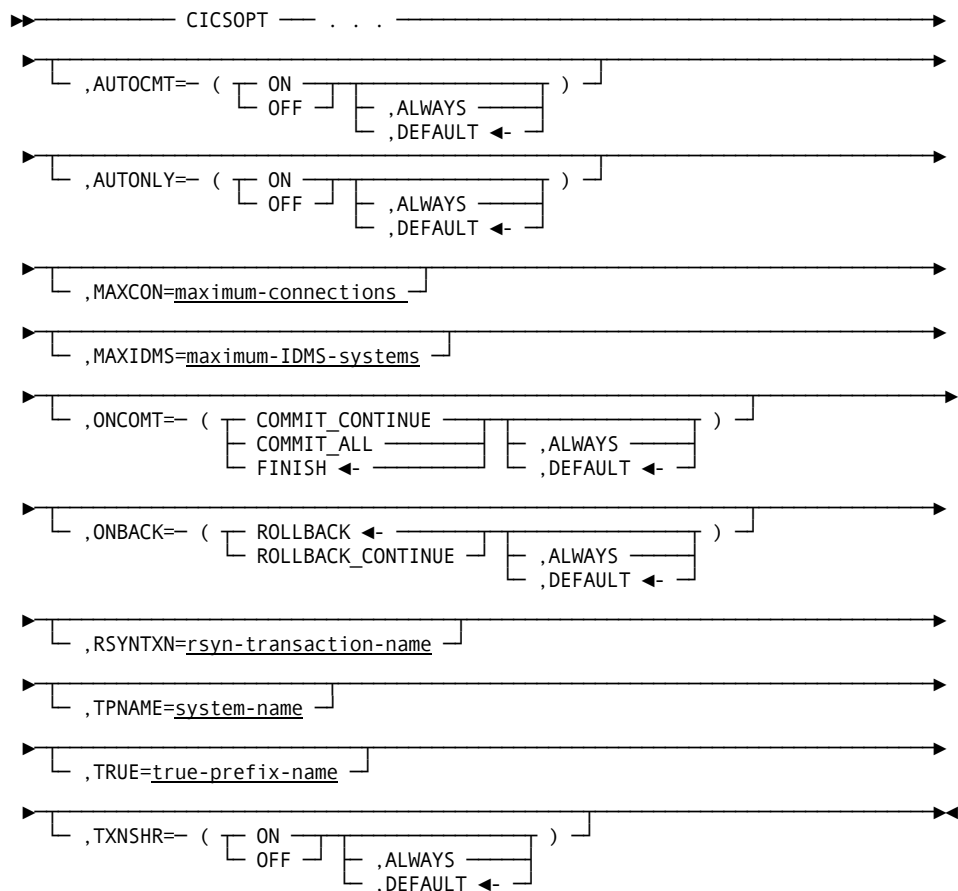 CICSOPT . . .
,AUTOCMT= ( ON )
OFF ,ALWAYS
,DEFAULT ◄-
,AUTONLY= ( ON )
OFF ,ALWAYS
,DEFAULT ◄-
,MAXCON=maximum-connections
,MAXIDMS=maximum-IDMS-systems
,ONCOMT= ( COMMIT_CONTINUE )
COMMIT_ALL ,ALWAYS
FINISH ◄- ,DEFAULT ◄-
,ONBACK= ( ROLLBACK ◄- )
ROLLBACK_CONTINUE ,ALWAYS
,DEFAULT ◄-
,RSYNTXN=rsyn-transaction-name
,TPNAME=system-name
,TRUE=true-prefix-name
,TXNSHR= ( ON )
OFF ,ALWAYS
,DEFAULT ◄-